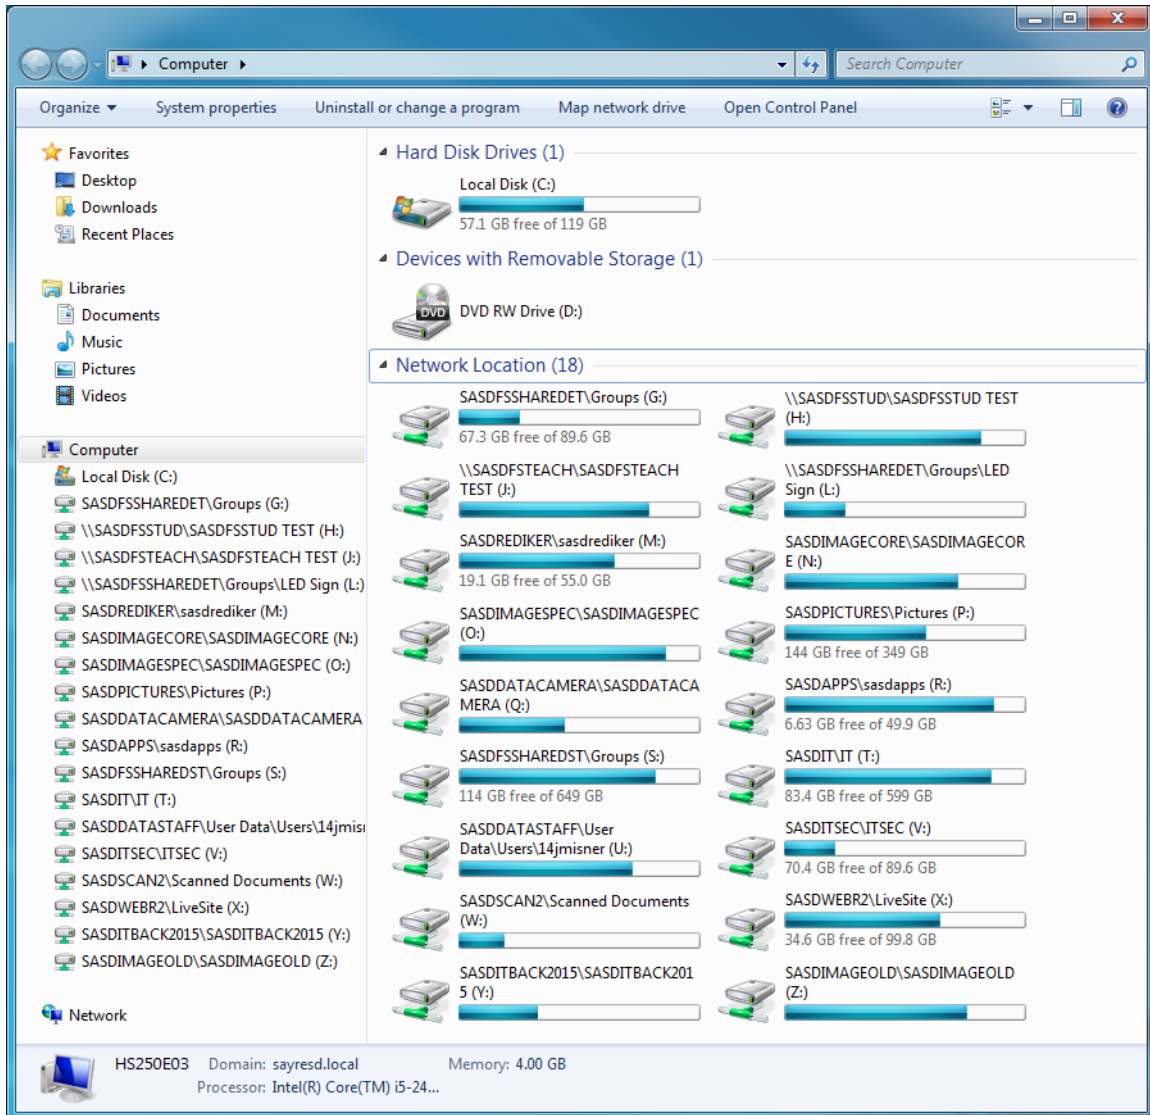 Computer
Search Computer
Organize
System properties
Uninstall or change a program
Map network drive
Open Control Panel
Favorites
Desktop
Downloads
Recent Places
Libraries
Documents
Music
Pictures
Videos
Computer
Local Disk (C:)
SASDFSSHAREDET\Groups (G:)
\\SASDFSSTUD\SASDFSSTUD TEST (H:)
\\SASDFSTEACH\SASDFSTEACH TEST (J:)
\\SASDFSSHAREDET\Groups\LED Sign (L:)
SASDREDIKER\sasdrediker (M:)
SASDIMAGECORE\SASDIMAGECORE (N:)
SASDIMAGESPEC\SASDIMAGESPEC (O:)
SASDPICTURES\Pictures (P:)
SASDDATACAMERA\SASDDATACAMERA
SASDAPPS\sasdapps (R:)
SASDFSSHAREDST\Groups (S:)
SASDIT\IT (T:)
SASDDATASTAFF\User Data\Users\14jmisn
SASDITSEC\ITSEC (V:)
SASDSCAN2\Scanned Documents (W:)
SASDWEBR2\LiveSite (X:)
SASDITBACK2015\SASDITBACK2015 (Y:)
SASDIMAGEOLD\SASDIMAGEOLD (Z:)
Network
Hard Disk Drives (1)
Local Disk (C:)
57.1 GB free of 119 GB
Devices with Removable Storage (1)
DVD
DVD RW Drive (D:)
Network Location (18)
SASDFSSHAREDET\Groups (G:)
67.3 GB free of 89.6 GB
\\SASDFSSTUD\SASDFSSTUD TEST
(H:)
\\SASDFSTEACH\SASDFSTEACH
TEST (J:)
\\SASDFSSHAREDET\Groups\LED
Sign (L:)
SASDREDIKER\sasdrediker (M:)
19.1 GB free of 55.0 GB
SASDIMAGECORE\SASDIMAGECOR
E (N:)
SASDIMAGESPEC\SASDIMAGESPEC
(O:)
SASDPICTURES\Pictures (P:)
144 GB free of 349 GB
SASDDATACAMERA\SASDDATACA
MERA (Q:)
SASDAPPS\sasdapps (R:)
6.63 GB free of 49.9 GB
SASDFSSHAREDST\Groups (S:)
114 GB free of 649 GB
SASDIT\IT (T:)
83.4 GB free of 599 GB
SASDDATASTAFF\User
Data\Users\14jmisner (U:)
SASDITSEC\ITSEC (V:)
70.4 GB free of 89.6 GB
SASDSCAN2\Scanned Documents
(W:)
SASDWEBR2\LiveSite (X:)
34.6 GB free of 99.8 GB
SASDITBACK2015\SASDITBACK201
5 (Y:)
SASDIMAGEOLD\SASDIMAGEOLD
(Z:)
HS250E03
Domain: sayresd.local
Memory: 4.00 GB
Processor: Intel(R) Core(TM) i5-24...